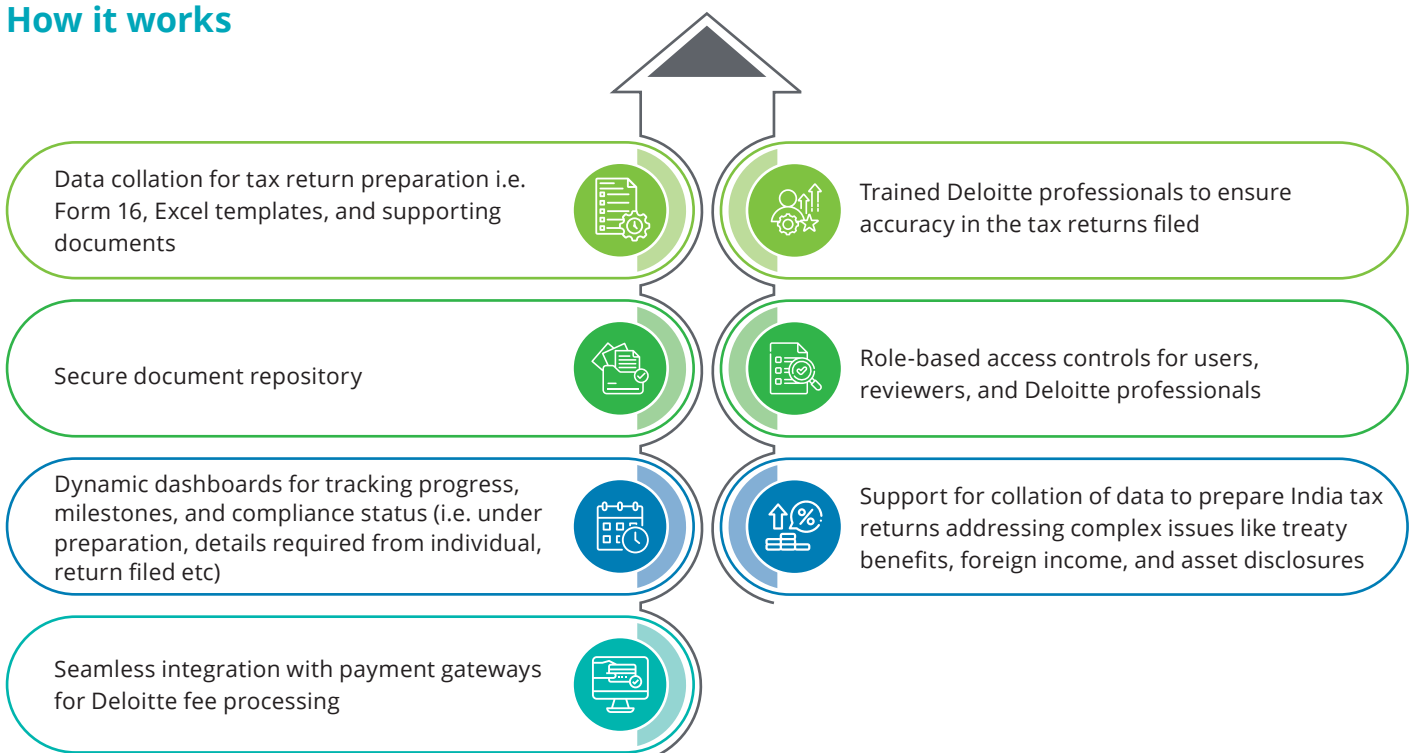 How it works
Data collation for tax return preparation i.e.
Form 16, Excel templates, and supporting
documents
Trained Deloitte professionals to ensure
accuracy in the tax returns filed
Secure document repository
Role-based access controls for users,
reviewers, and Deloitte professionals
Dynamic dashboards for tracking progress,
milestones, and compliance status (i.e. under
preparation, details required from individual,
return filed etc)
Support for collation of data to prepare India tax
returns addressing complex issues like treaty
benefits, foreign income, and asset disclosures
Seamless integration with payment gateways
for Deloitte fee processing